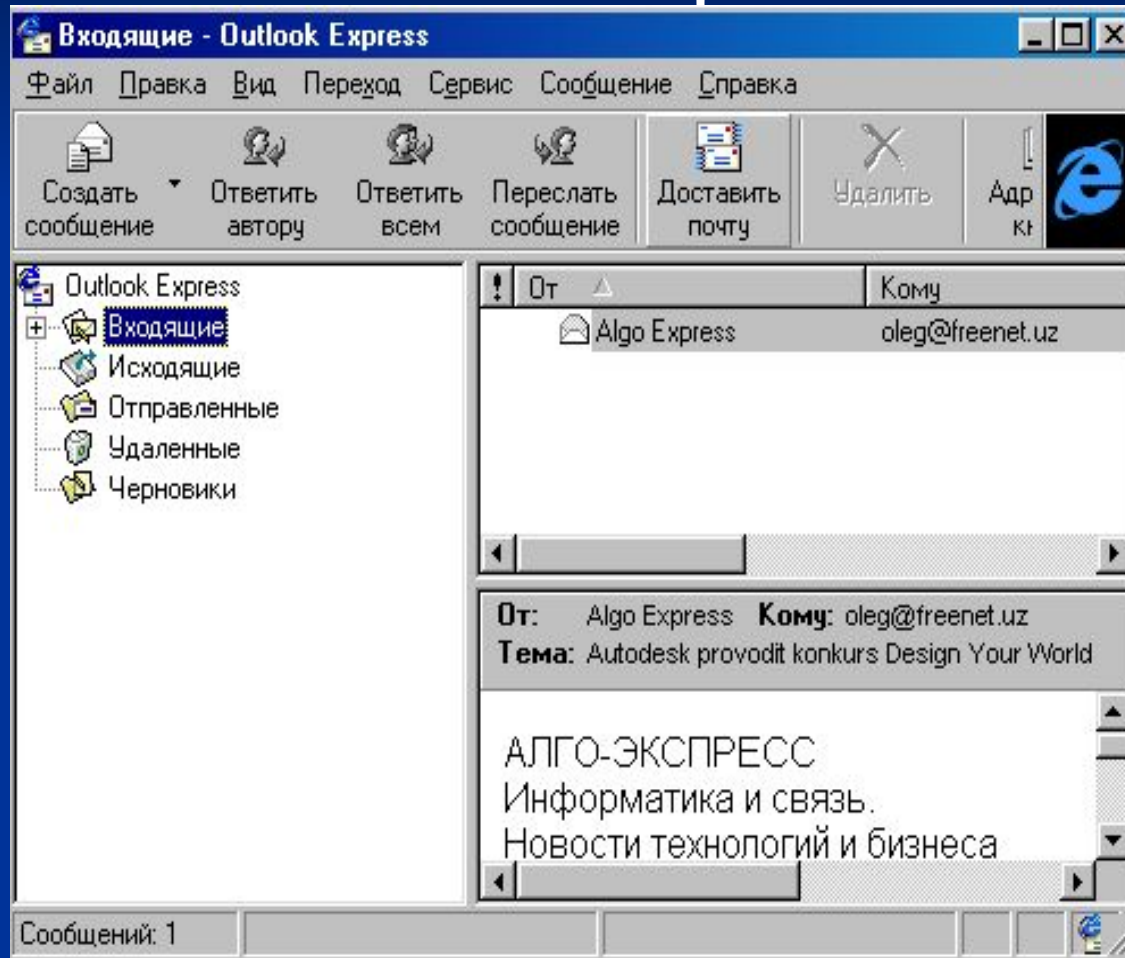 Входящие - Outlook Express
Файл Правка Вид Переход Сервис Сообщение Справка
Создать сообщение
Ответить автору
Ответить всем
Переслать сообщение
Доставить почту
Удалить
Адр
кн
Outlook Express
Входящие
Исходящие
Отправленные
Удаленные
Черновики
! От Кому
Algo Express oleg@freenet.uz
От: Algo Express Кому: oleg@freenet.uz
Тема: Autodesk provodit konkurs Design Your World
АЛГО-ЭКСПРЕСС
Информатика и связь.
Новости технологий и бизнеса
Сообщений: 1